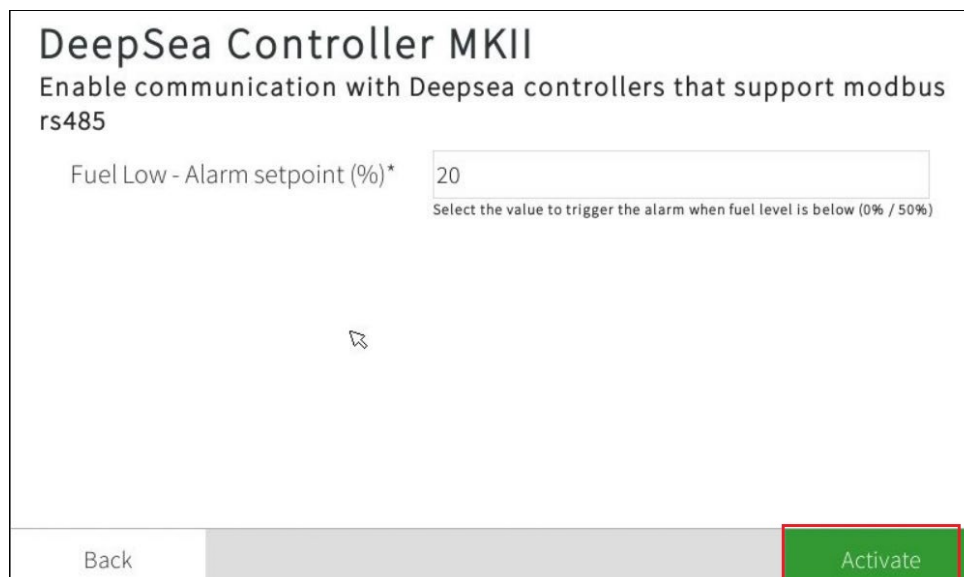 DeepSea Controller MKII
Enable communication with Deepsea controllers that support modbus
rs485
Fuel Low - Alarm setpoint (%)*
20
Select the value to trigger the alarm when fuel level is below (0% / 50%)
Back
Activate